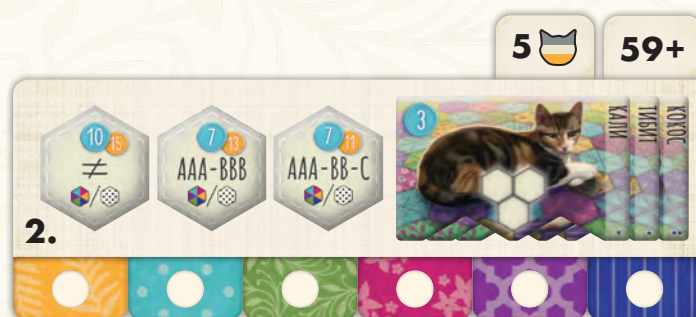 5
59+
10 15
≠
/
7 13
AAA-BBB
/
7 11
AAA-BB-C
/
3
КАЛИ
ТИБИТ
КОКОС
2.